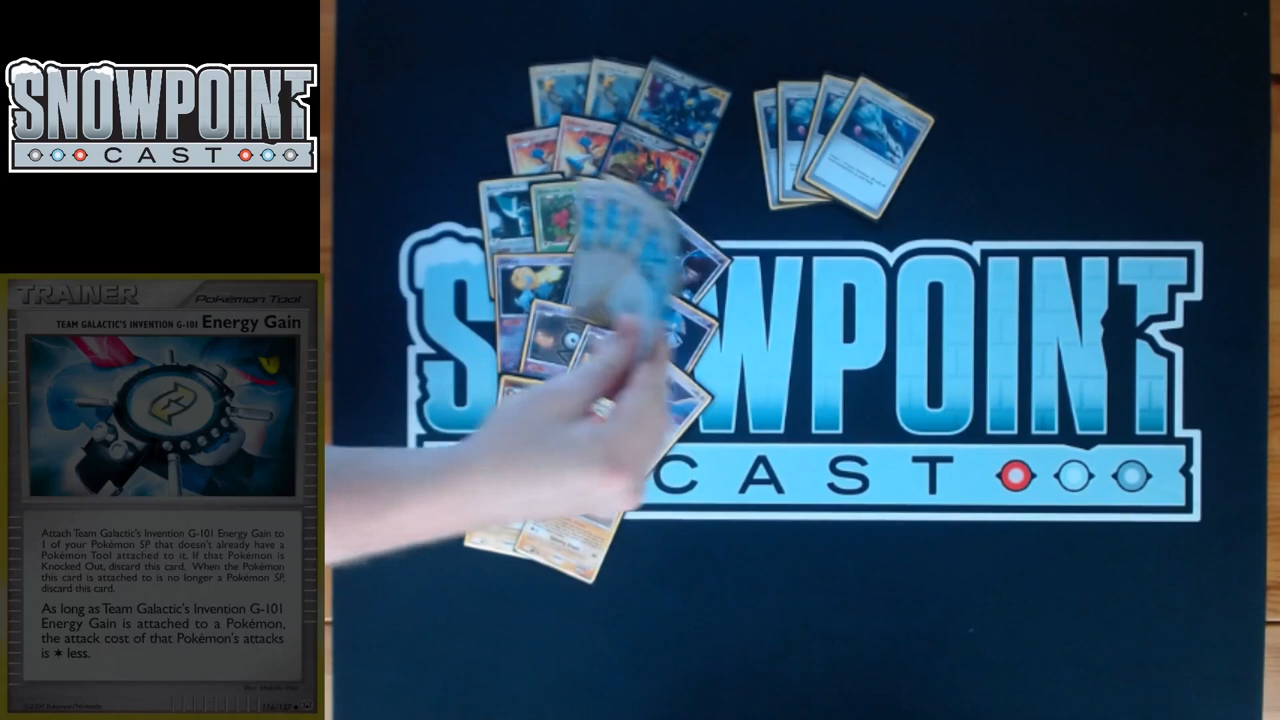 SNOWPOINT
CAST
TRAINER
Pokémon Tool
TEAM GALACTIC'S INVENTION G-101 Energy Gain
Attach Team Galactic's Invention G-101 Energy Gain to
1 of your Pokémon SP that doesn't already have a
Pokémon Tool attached to it. If that Pokémon is
Knocked Out, discard this card. When the Pokémon
this card is attached to is no longer a Pokémon SP,
discard this card.
As long as Team Galactic's Invention G-101
Energy Gain is attached to a Pokémon,
the attack cost of that Pokémon's attacks
is ✶ less.
116/127
S WPOINT
CAST